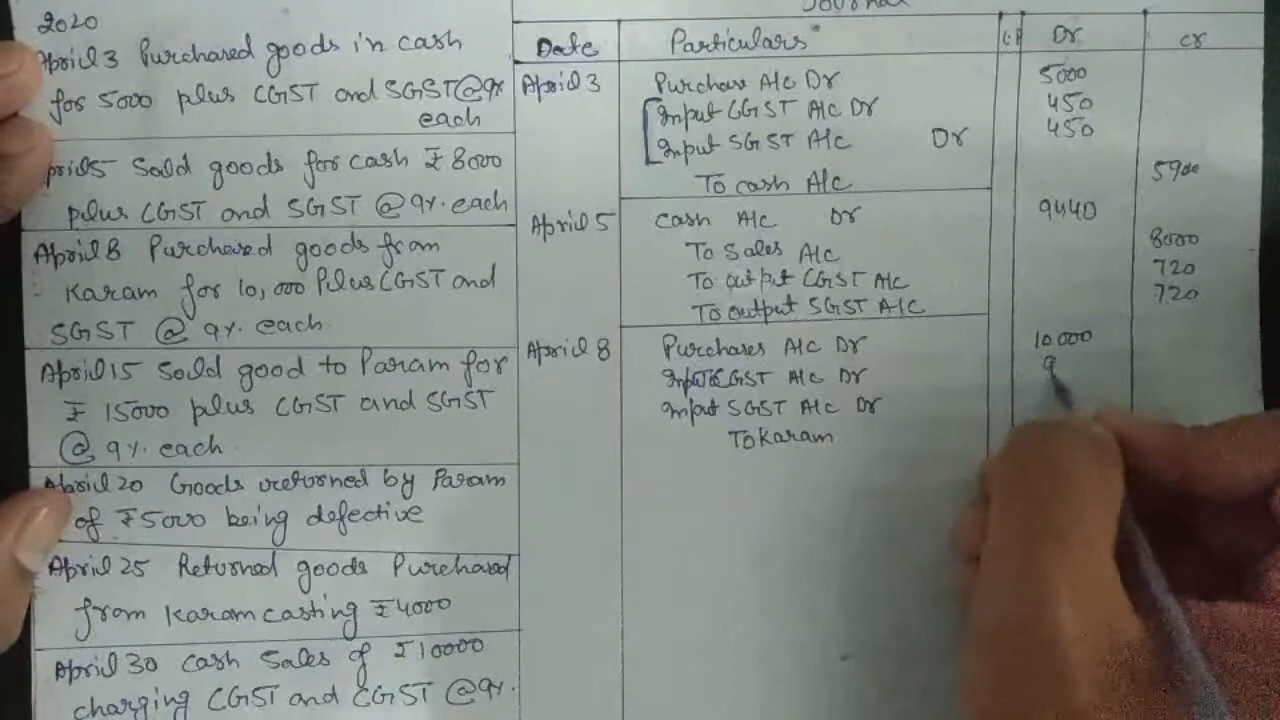 2020
April 3 Purchased goods in cash
for 5000 plus CGST and SGST @ 9%
each
pril 5 Sold goods for cash ₹ 8000
plus CGST and SGST @ 9%. each
April 8 Purchased goods from
Karam for 10,000 Plus CGST and
SGST @ 9%. each
April 15 Sold good to Param for
₹ 15000 plus CGST and SGST
@ 9%. each
April 20 Goods returned by Param
of ₹5000 being defective
April 25 Returned goods Purchased
from Karam casting ₹4000
April 30 Cash Sales of ₹10000
charging CGST and CGST @9%.
Date Particulars Dr Cr
April 3 Purchase A/c Dr 5000
Input CGST A/c Dr 450
Input SGST A/c Dr 450
To cash A/c 5900
April 5 Cash A/c Dr 9440
To Sales A/c 8000
To output CGST A/c 720
To output SGST A/c 720
April 8 Purchases A/c Dr 10000
Input CGST A/c Dr 9
Input SGST A/c Dr
To Karam